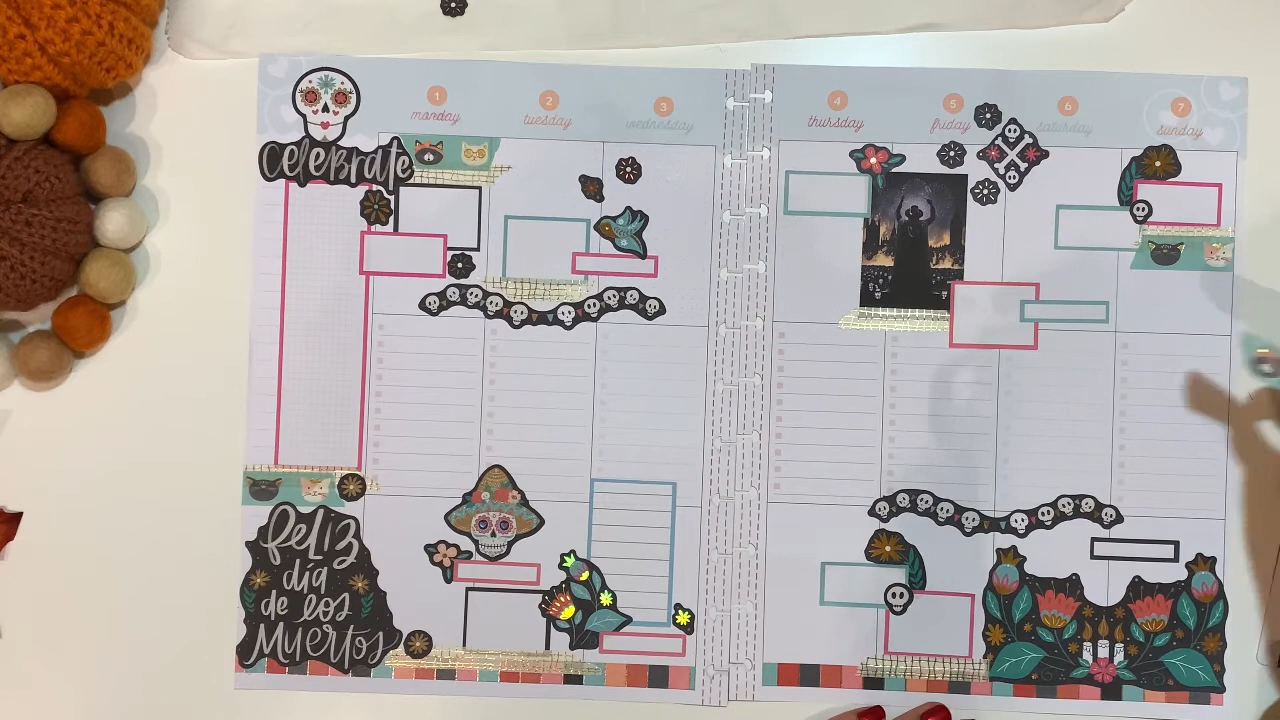 1 2 3 4 5 6 7
monday tuesday wednesday thursday friday saturday sunday
CELEBRATE
feliz
día
de los
Muertos